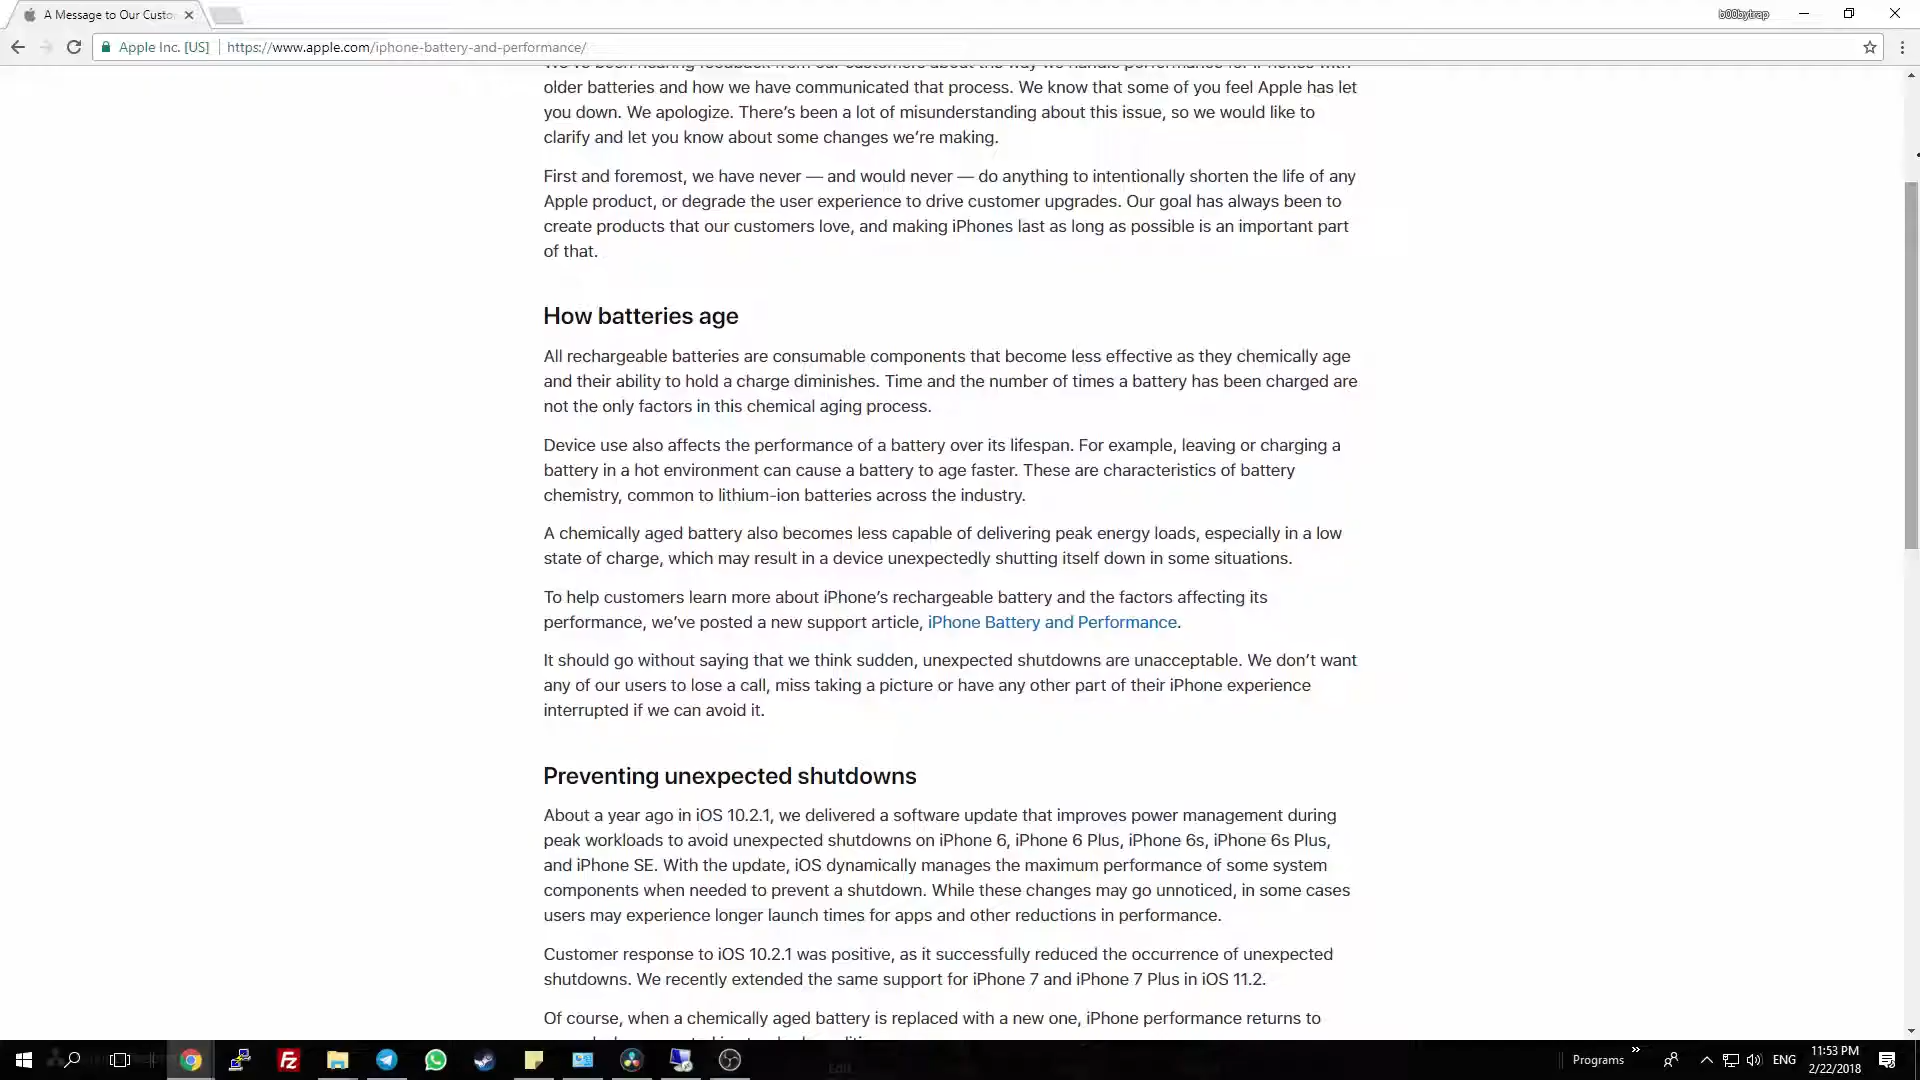 A Message to Our Custo
b00bytrap
Apple Inc. [US]
https://www.apple.com/iphone-battery-and-performance/
We've been hearing feedback from our customers about the way we handle performance for iPhones with
older batteries and how we have communicated that process. We know that some of you feel Apple has let
you down. We apologize. There's been a lot of misunderstanding about this issue, so we would like to
clarify and let you know about some changes we're making.
First and foremost, we have never — and would never — do anything to intentionally shorten the life of any
Apple product, or degrade the user experience to drive customer upgrades. Our goal has always been to
create products that our customers love, and making iPhones last as long as possible is an important part
of that.
How batteries age
All rechargeable batteries are consumable components that become less effective as they chemically age
and their ability to hold a charge diminishes. Time and the number of times a battery has been charged are
not the only factors in this chemical aging process.
Device use also affects the performance of a battery over its lifespan. For example, leaving or charging a
battery in a hot environment can cause a battery to age faster. These are characteristics of battery
chemistry, common to lithium-ion batteries across the industry.
A chemically aged battery also becomes less capable of delivering peak energy loads, especially in a low
state of charge, which may result in a device unexpectedly shutting itself down in some situations.
To help customers learn more about iPhone's rechargeable battery and the factors affecting its
performance, we've posted a new support article, iPhone Battery and Performance.
It should go without saying that we think sudden, unexpected shutdowns are unacceptable. We don't want
any of our users to lose a call, miss taking a picture or have any other part of their iPhone experience
interrupted if we can avoid it.
Preventing unexpected shutdowns
About a year ago in iOS 10.2.1, we delivered a software update that improves power management during
peak workloads to avoid unexpected shutdowns on iPhone 6, iPhone 6 Plus, iPhone 6s, iPhone 6s Plus,
and iPhone SE. With the update, iOS dynamically manages the maximum performance of some system
components when needed to prevent a shutdown. While these changes may go unnoticed, in some cases
users may experience longer launch times for apps and other reductions in performance.
Customer response to iOS 10.2.1 was positive, as it successfully reduced the occurrence of unexpected
shutdowns. We recently extended the same support for iPhone 7 and iPhone 7 Plus in iOS 11.2.
Of course, when a chemically aged battery is replaced with a new one, iPhone performance returns to
Edit
Programs
ENG
11:53 PM
2/22/2018